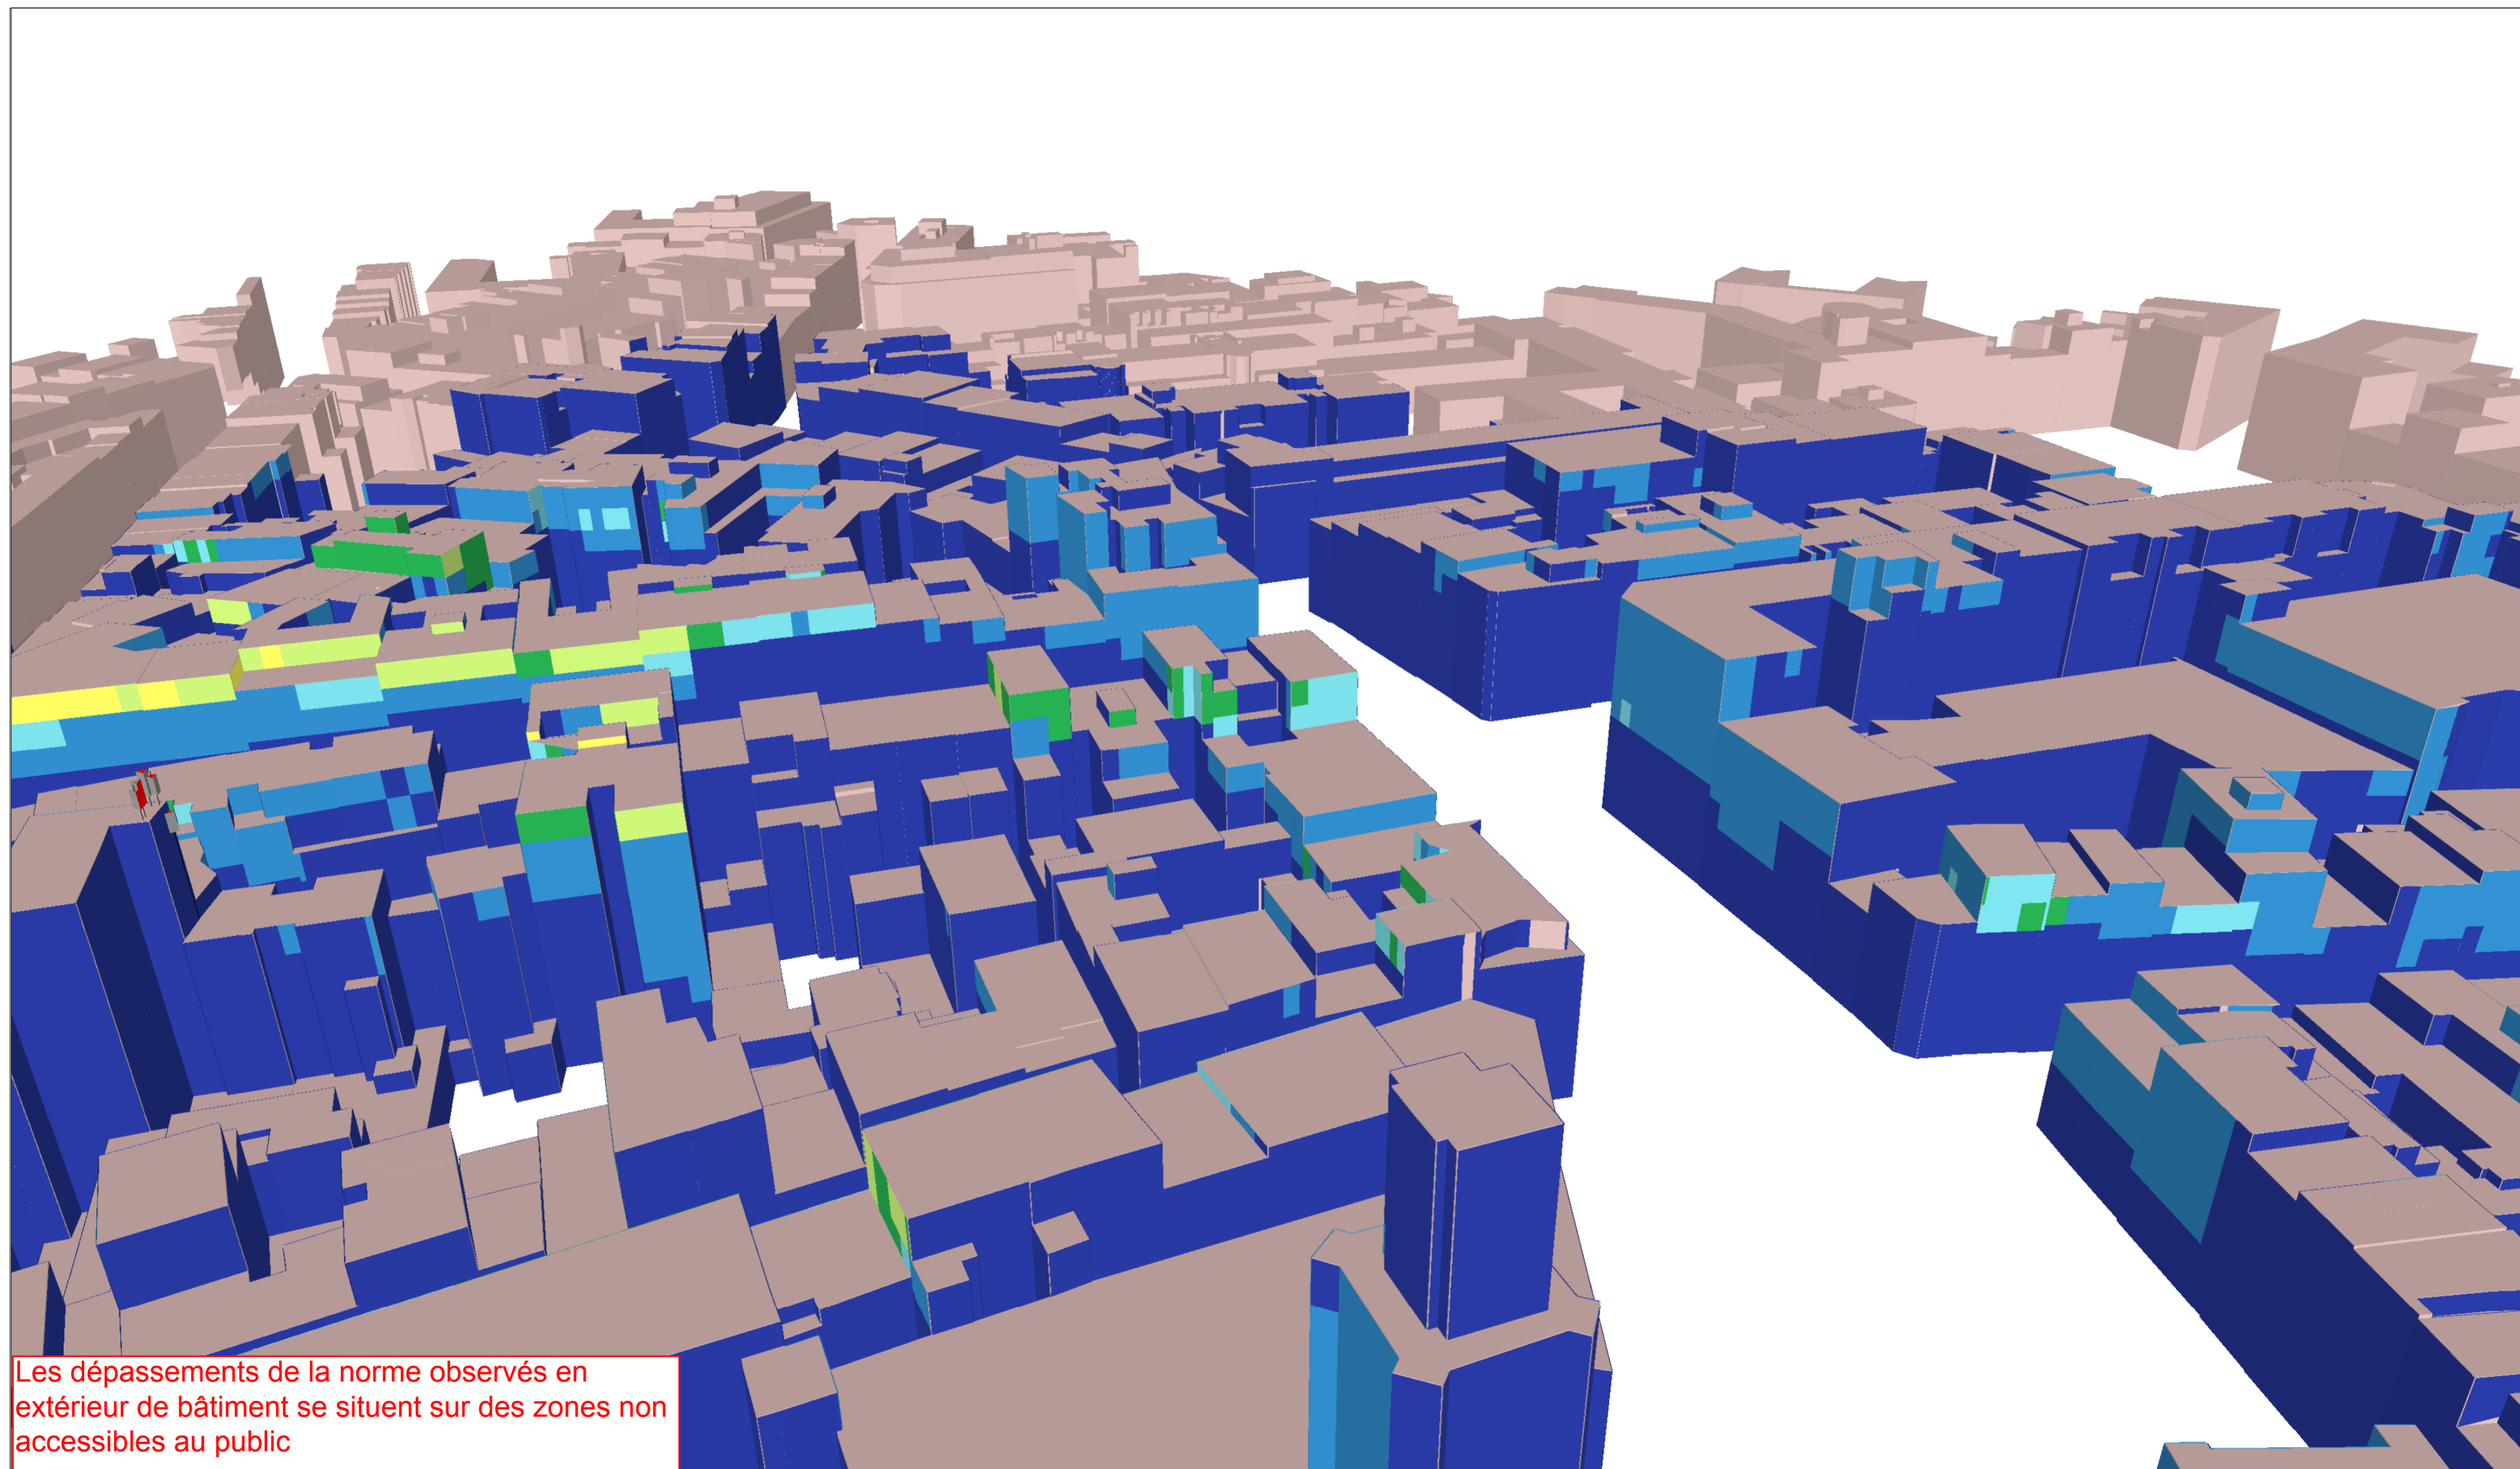 Les dépassements de la norme observés en
extérieur de bâtiment se situent sur des zones non
accessibles au public